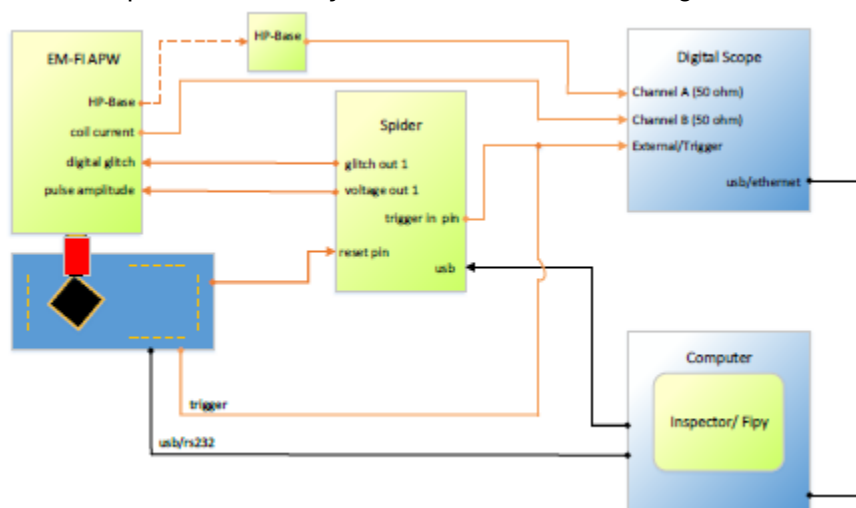 HP-Base
EM-FI APW
HP-Base
coil current
digital glitch
pulse amplitude
Spider
glitch out 1
voltage out 1
trigger in pin
reset pin
usb
Digital Scope
Channel A (50 ohm)
Channel B (50 ohm)
External/Trigger
usb/ethernet
trigger
usb/rs232
Computer
Inspector/ Fipy